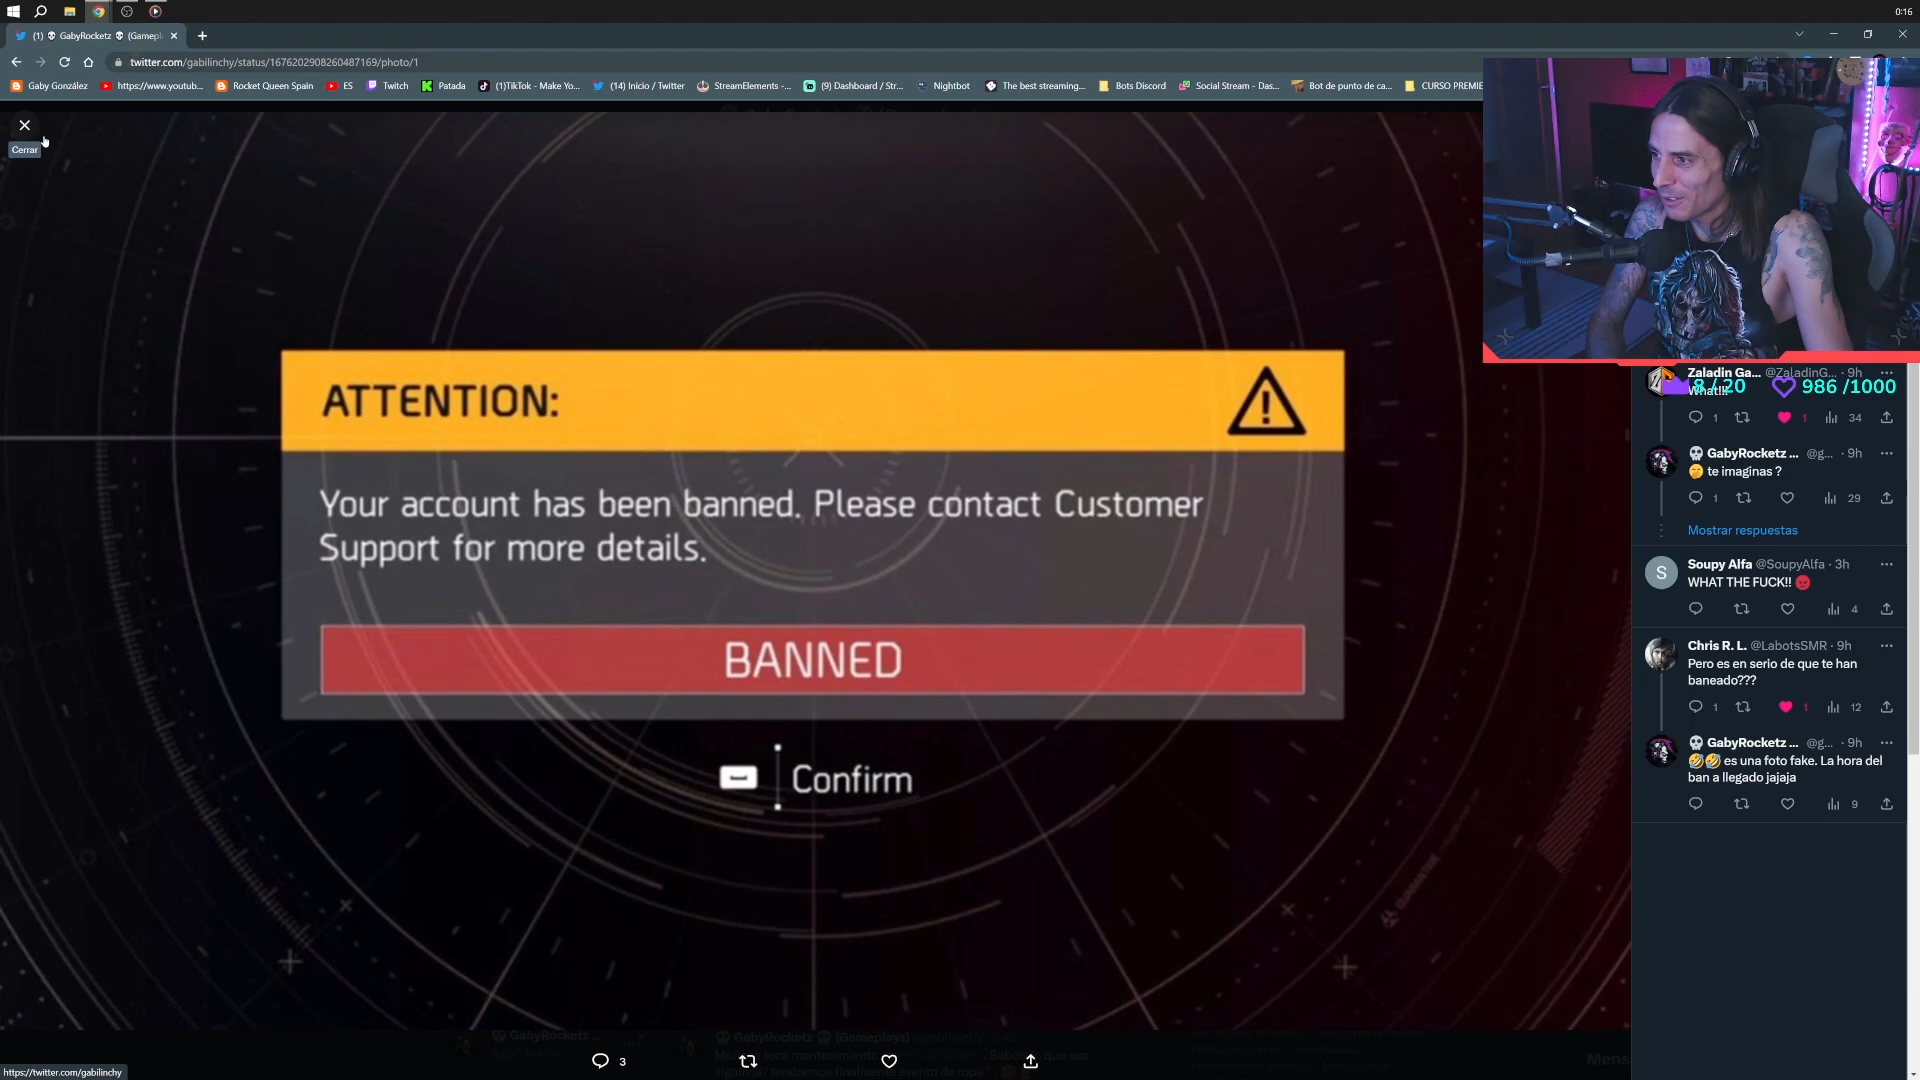 0:16
(1) 💀 GabyRocketz 💀 (Gamepl
twitter.com/gabilinchy/status/1676202908260487169/photo/1
Gaby González
https://www.youtub...
Rocket Queen Spain
ES
Twitch
Patada
(1)TikTok - Make Yo...
(14) Inicio / Twitter
StreamElements -...
(9) Dashboard / Str...
Nightbot
The best streaming...
Bots Discord
Social Stream - Das...
Bot de punto de ca...
CURSO PREMIE
Cerrar
ATTENTION:
Your account has been banned. Please contact Customer
Support for more details.
BANNED
Confirm
Zaladin Ga... @ZaladinG... · 9h
What!!!
8 / 20
986 /1000
1 1 34
💀 GabyRocketz ... @g... · 9h
🤭 te imaginas ?
1 29
Mostrar respuestas
S
Soupy Alfa @SoupyAlfa · 3h
WHAT THE FUCK!! 😡
4
Chris R. L. @LabotsSMR · 9h
Pero es en serio de que te han
baneado???
1 1 12
💀 GabyRocketz ... @g... · 9h
🤣🤣 es una foto fake. La hora del
ban a llegado jajaja
9
3
https://twitter.com/gabilinchy